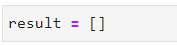 result = []